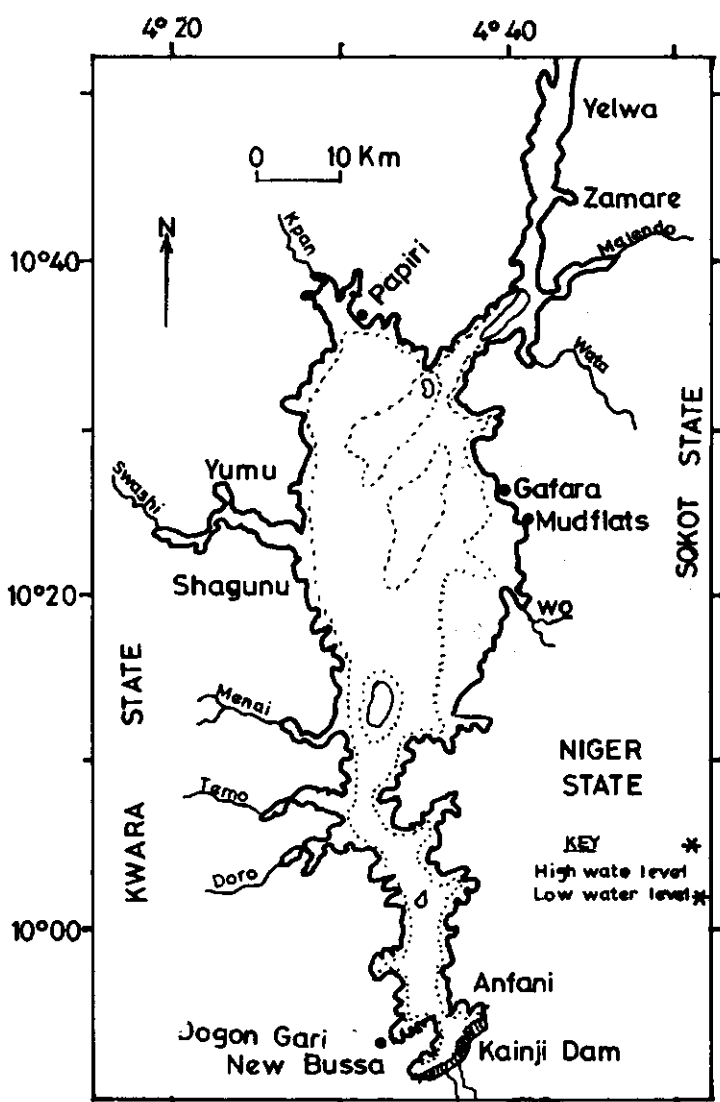 4° 20
4° 40
Yelwa
0 10 Km
Zamare
N
Kpan
Majendo
10°40
Papiri
Wata
SOKOT STATE
Yumu
Swashi
Gafara
Mudflats
Shagunu
10°20
wo
KWARA STATE
Menai
NIGER
STATE
Temo
KEY *
High wate level
Low water level *
Doro
10°00
Anfani
Dogon Gari
New Bussa
Kainji Dam